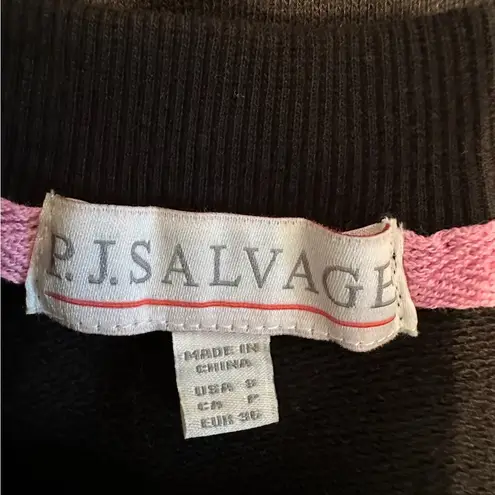 P.J.SALVAGE
MADE IN
CHINA
USA S
CA P
EUR 36